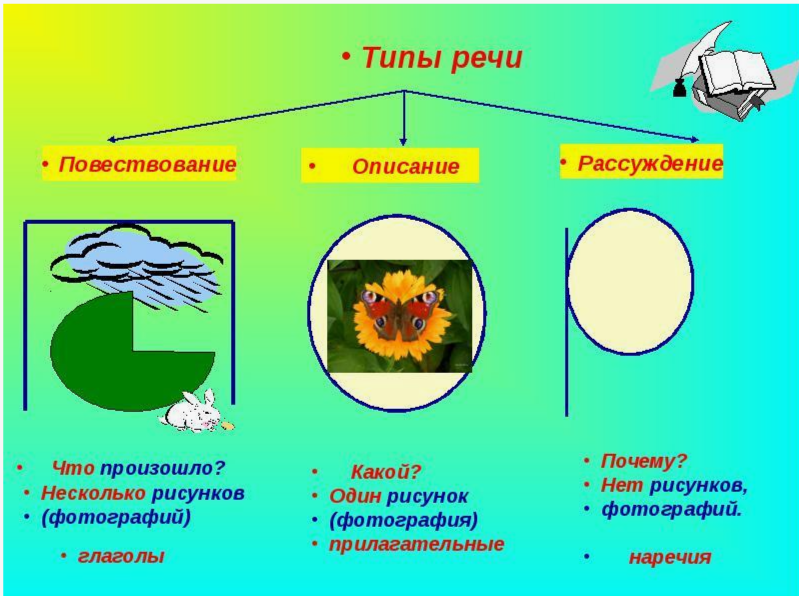 • Типы речи
• Повествование
• Описание
• Рассуждение
• Что произошло?
• Несколько рисунков
• (фотографий)
• глаголы
• Какой?
• Один рисунок
• (фотография)
• прилагательные
• Почему?
• Нет рисунков,
• фотографий.
• наречия